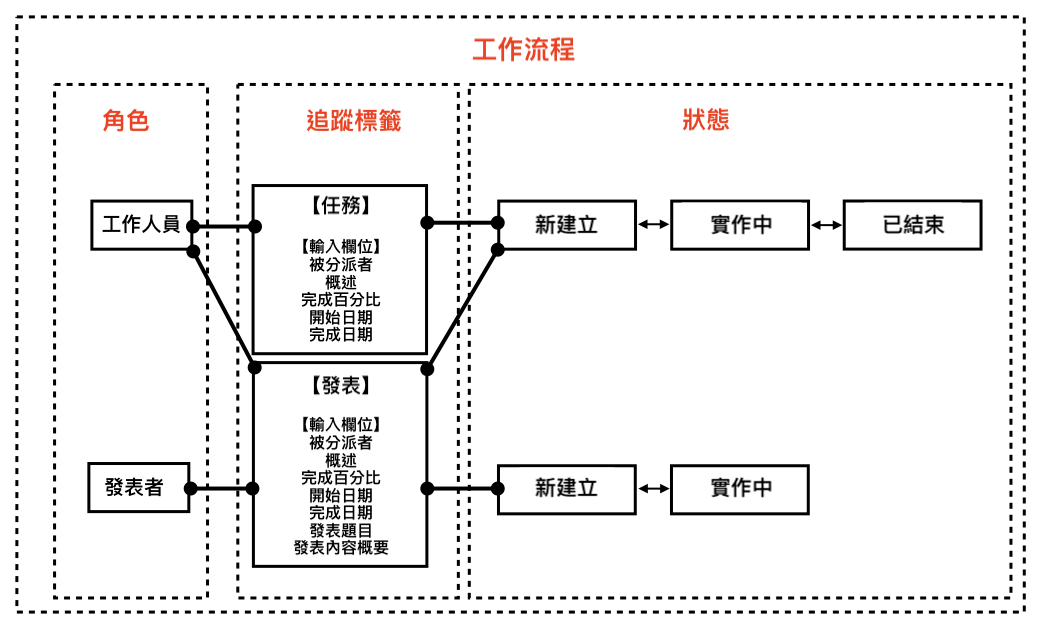 工作流程
角色
追蹤標籤
狀態
工作人員
【任務】
【輸入欄位】
被分派者
概述
完成百分比
開始日期
完成日期
新建立
實作中
已結束
發表者
【發表】
【輸入欄位】
被分派者
概述
完成百分比
開始日期
完成日期
發表題目
發表內容概要
新建立
實作中